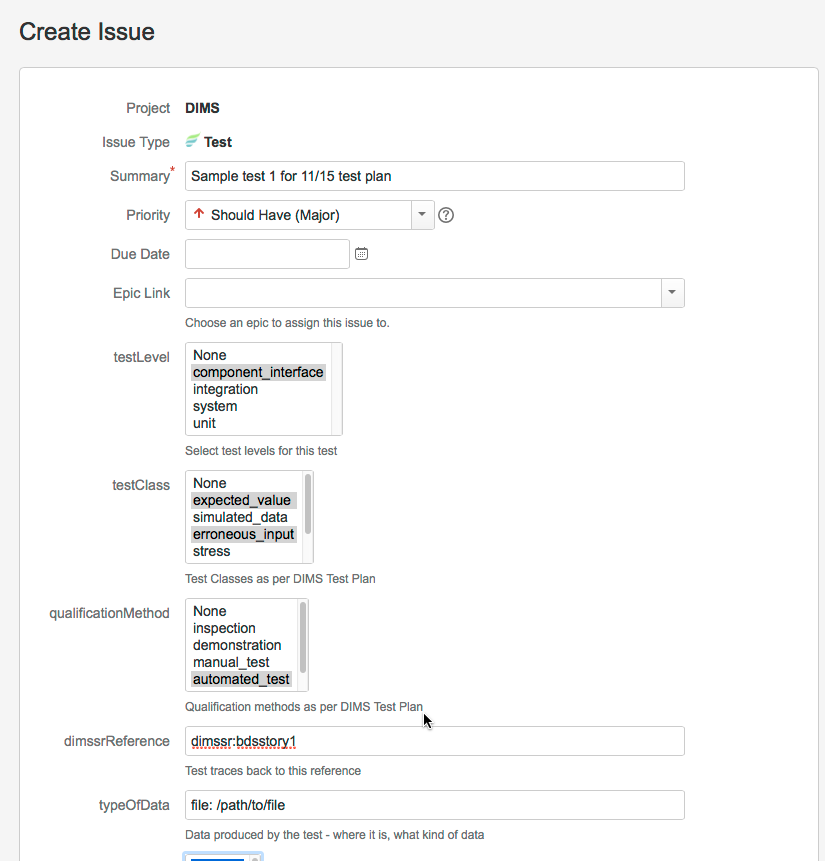 Create Issue
Project DIMS
Issue Type Test
Summary* Sample test 1 for 11/15 test plan
Priority Should Have (Major)
Due Date
Epic Link
Choose an epic to assign this issue to.
testLevel None
component_interface
integration
system
unit
Select test levels for this test
testClass None
expected_value
simulated_data
erroneous_input
stress
Test Classes as per DIMS Test Plan
qualificationMethod None
inspection
demonstration
manual_test
automated_test
Qualification methods as per DIMS Test Plan
dimssrReference dimssr:bdsstory1
Test traces back to this reference
typeOfData file: /path/to/file
Data produced by the test - where it is, what kind of data